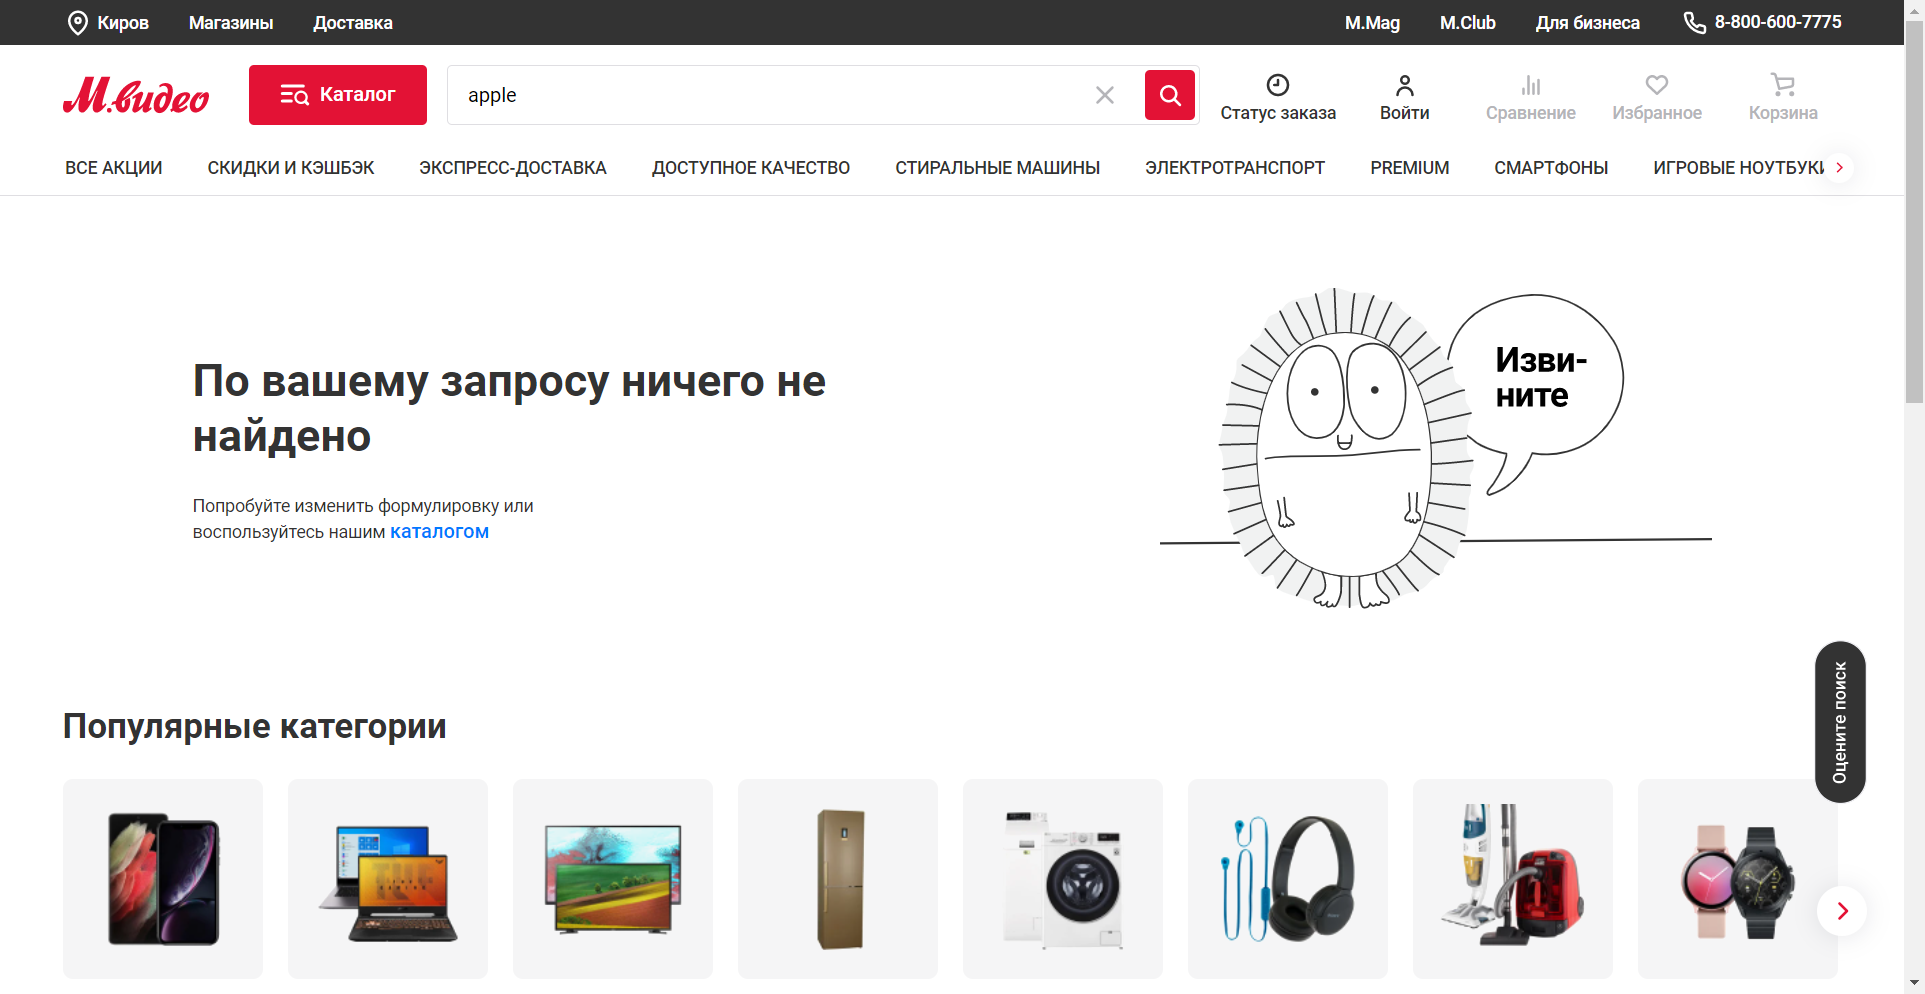 Киров Магазины Доставка M.Mag M.Club Для бизнеса 8-800-600-7775
М.видео Каталог apple Статус заказа Войти Сравнение Избранное Корзина
ВСЕ АКЦИИ СКИДКИ И КЭШБЭК ЭКСПРЕСС-ДОСТАВКА ДОСТУПНОЕ КАЧЕСТВО СТИРАЛЬНЫЕ МАШИНЫ ЭЛЕКТРОТРАНСПОРТ PREMIUM СМАРТФОНЫ ИГРОВЫЕ НОУТБУКИ
По вашему запросу ничего не
найдено
Попробуйте изменить формулировку или
воспользуйтесь нашим каталогом
Изви-
ните
Оцените поиск
Популярные категории